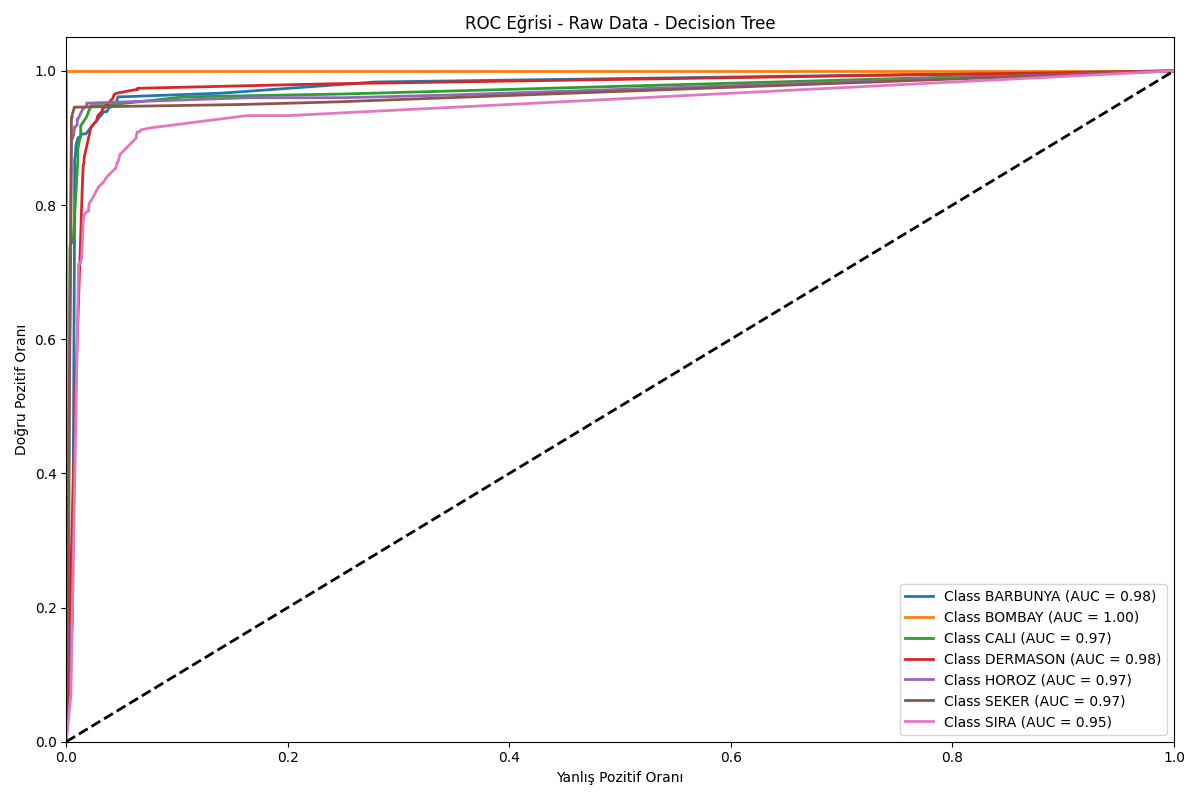 ROC Eğrisi - Raw Data - Decision Tree
Doğru Pozitif Oranı
1.0
0.8
0.6
0.4
0.2
0.0
0.0 0.2 0.4 0.6 0.8 1.0
Yanlış Pozitif Oranı
Class BARBUNYA (AUC = 0.98)
Class BOMBAY (AUC = 1.00)
Class CALI (AUC = 0.97)
Class DERMASON (AUC = 0.98)
Class HOROZ (AUC = 0.97)
Class SEKER (AUC = 0.97)
Class SIRA (AUC = 0.95)